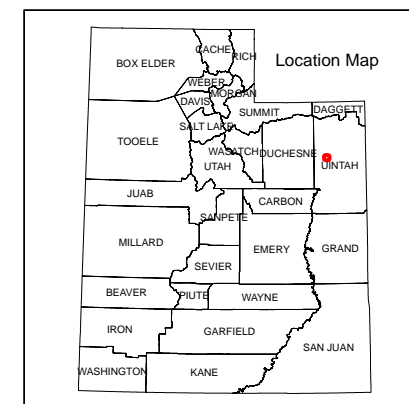 Location Map
CACHE
RICH
BOX ELDER
WEBER
MORGAN
DAVIS
SUMMIT
DAGGETT
SALT LAKE
TOOELE
WASATCH
DUCHESNE
UINTAH
UTAH
JUAB
CARBON
SANPETE
MILLARD
EMERY
GRAND
SEVIER
BEAVER
PIUTE
WAYNE
IRON
GARFIELD
SAN JUAN
WASHINGTON
KANE